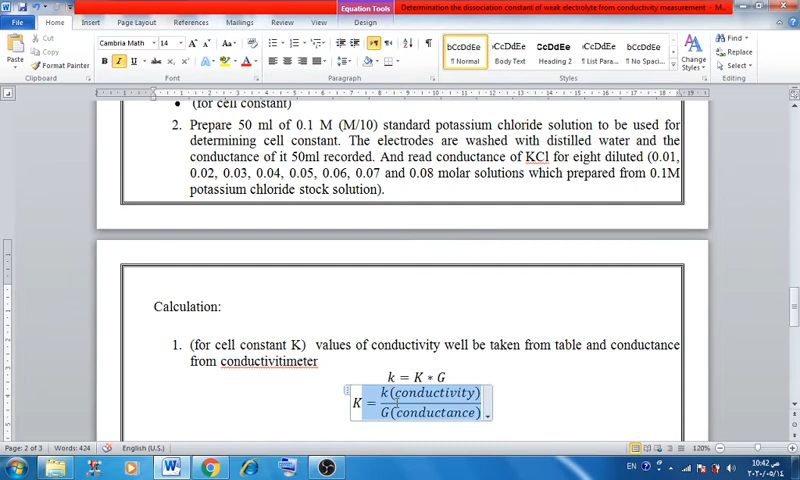 Equation Tools
Determination the dissociation constant of weak electrolyte from conductivity measurement - M...
File Home Insert Page Layout References Mailings Review View Design
Cut
Copy
Format Painter
Paste
Clipboard
Cambria Math 14
Font
Paragraph
bCcDdEe ¶ Normal
Body Text
Heading 2
¶ List Para...
¶ No Spaci...
Change Styles
Styles
Find
Replace
Select
Editing
• (for cell constant)
2. Prepare 50 ml of 0.1 M (M/10) standard potassium chloride solution to be used for
determining cell constant. The electrodes are washed with distilled water and the
conductance of it 50ml recorded. And read conductance of KCl for eight diluted (0.01,
0.02, 0.03, 0.04, 0.05, 0.06, 0.07 and 0.08 molar solutions which prepared from 0.1M
potassium chloride stock solution).
Calculation:
1. (for cell constant K) values of conductivity well be taken from table and conductance
from conductivitimeter
k = K ∗ G
K = k(conductivity)
G(conductance)
Page: 2 of 3 Words: 424 English (U.S.) 120%
EN
ص 10:42
٢٠٢٠/٠٥/١٤